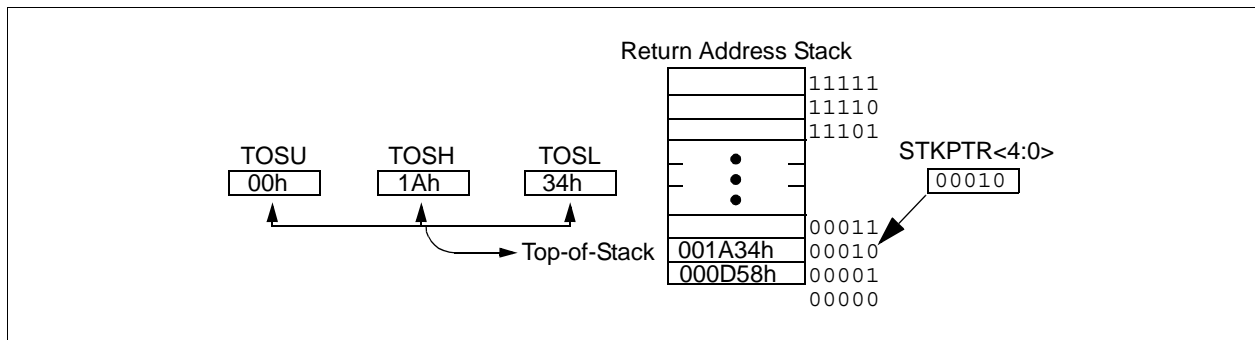 Return Address Stack
11111
11110
11101
TOSU TOSH TOSL
00h 1Ah 34h
STKPTR<4:0>
00010
00011
Top-of-Stack 001A34h 00010
000D58h 00001
00000